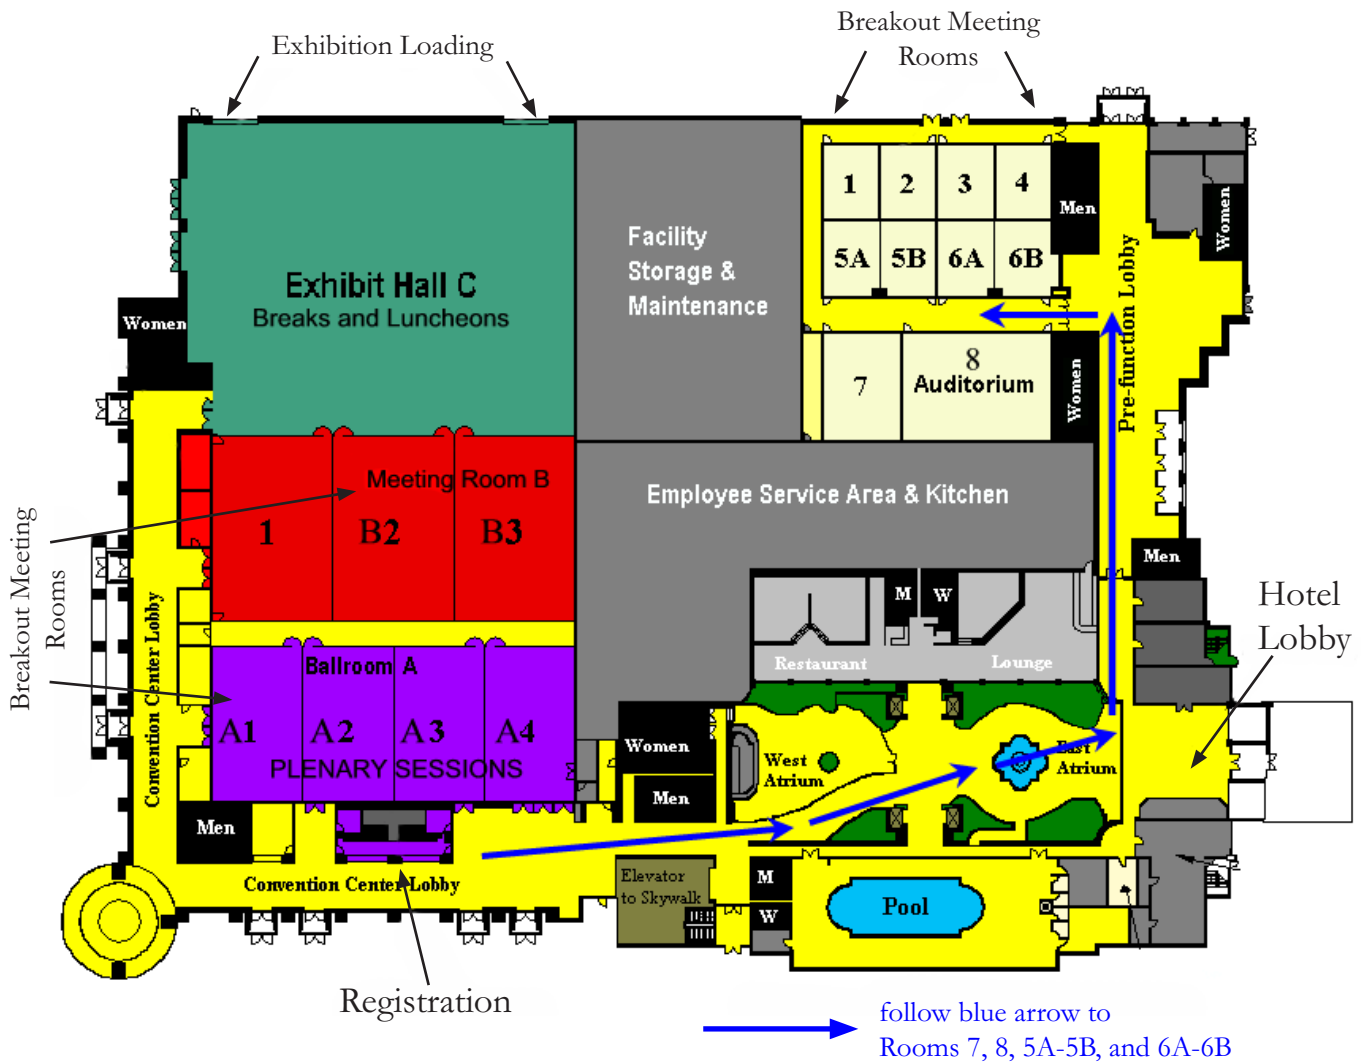 Exhibition Loading
Breakout Meeting
Rooms
1
2
3
4
Men
Women
5A
5B
6A
6B
Facility
Storage &
Maintenance
Exhibit Hall C
Breaks and Luncheons
Women
Pre-function Lobby
7
8
Auditorium
Women
Meeting Room B
1
B2
B3
Employee Service Area & Kitchen
Breakout Meeting
Rooms
Convention Center Lobby
Men
M
W
Hotel
Lobby
Restaurant
Lounge
Ballroom A
A1
A2
A3
A4
PLENARY SESSIONS
Women
Men
West
Atrium
East
Atrium
Men
Convention Center Lobby
Elevator
to Skywalk
M
W
Pool
Registration
follow blue arrow to
Rooms 7, 8, 5A-5B, and 6A-6B